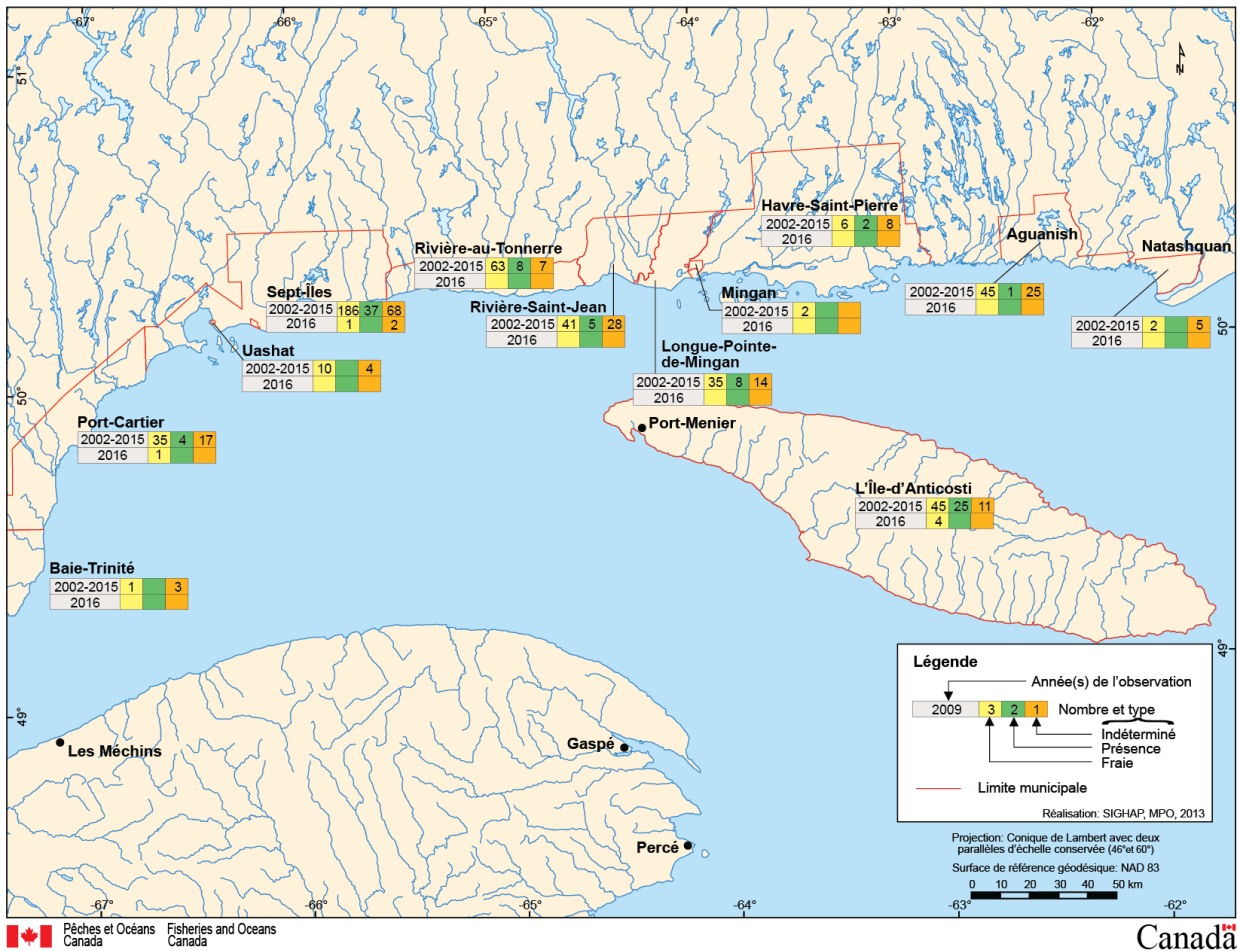 -67° -66° -65° -64° -63° -62°
51°
N
Havre-Saint-Pierre
2002-2015 6 2 8
2016
Aguanish
2002-2015 45 1 25
2016
Natashquan
2002-2015 2 5
2016
Rivière-au-Tonnerre
2002-2015 63 8 7
2016
Sept-Îles
2002-2015 186 37 68
2016 1 2
Rivière-Saint-Jean
2002-2015 41 5 28
2016
Mingan
2002-2015 2
2016
50°
Uashat
2002-2015 10 4
2016
Longue-Pointe-
de-Mingan
2002-2015 35 8 14
2016
50°
Port-Cartier
2002-2015 35 4 17
2016 1
Port-Menier
L'Île-d'Anticosti
2002-2015 45 25 11
2016 4
Baie-Trinité
2002-2015 1 3
2016
49°
49°
Les Méchins
Gaspé
Percé
Légende
Année(s) de l'observation
2009 3 2 1 Nombre et type
Indéterminé
Présence
Fraie
Limite municipale
Réalisation: SIGHAP, MPO, 2013
Projection: Conique de Lambert avec deux
parallèles d'échelle conservée (46°et 60°)
Surface de référence géodésique: NAD 83
0 10 20 30 40 50 km
-67° -66° -65° -64° -63° -62°
Pêches et Océans Fisheries and Oceans
Canada Canada
Canada